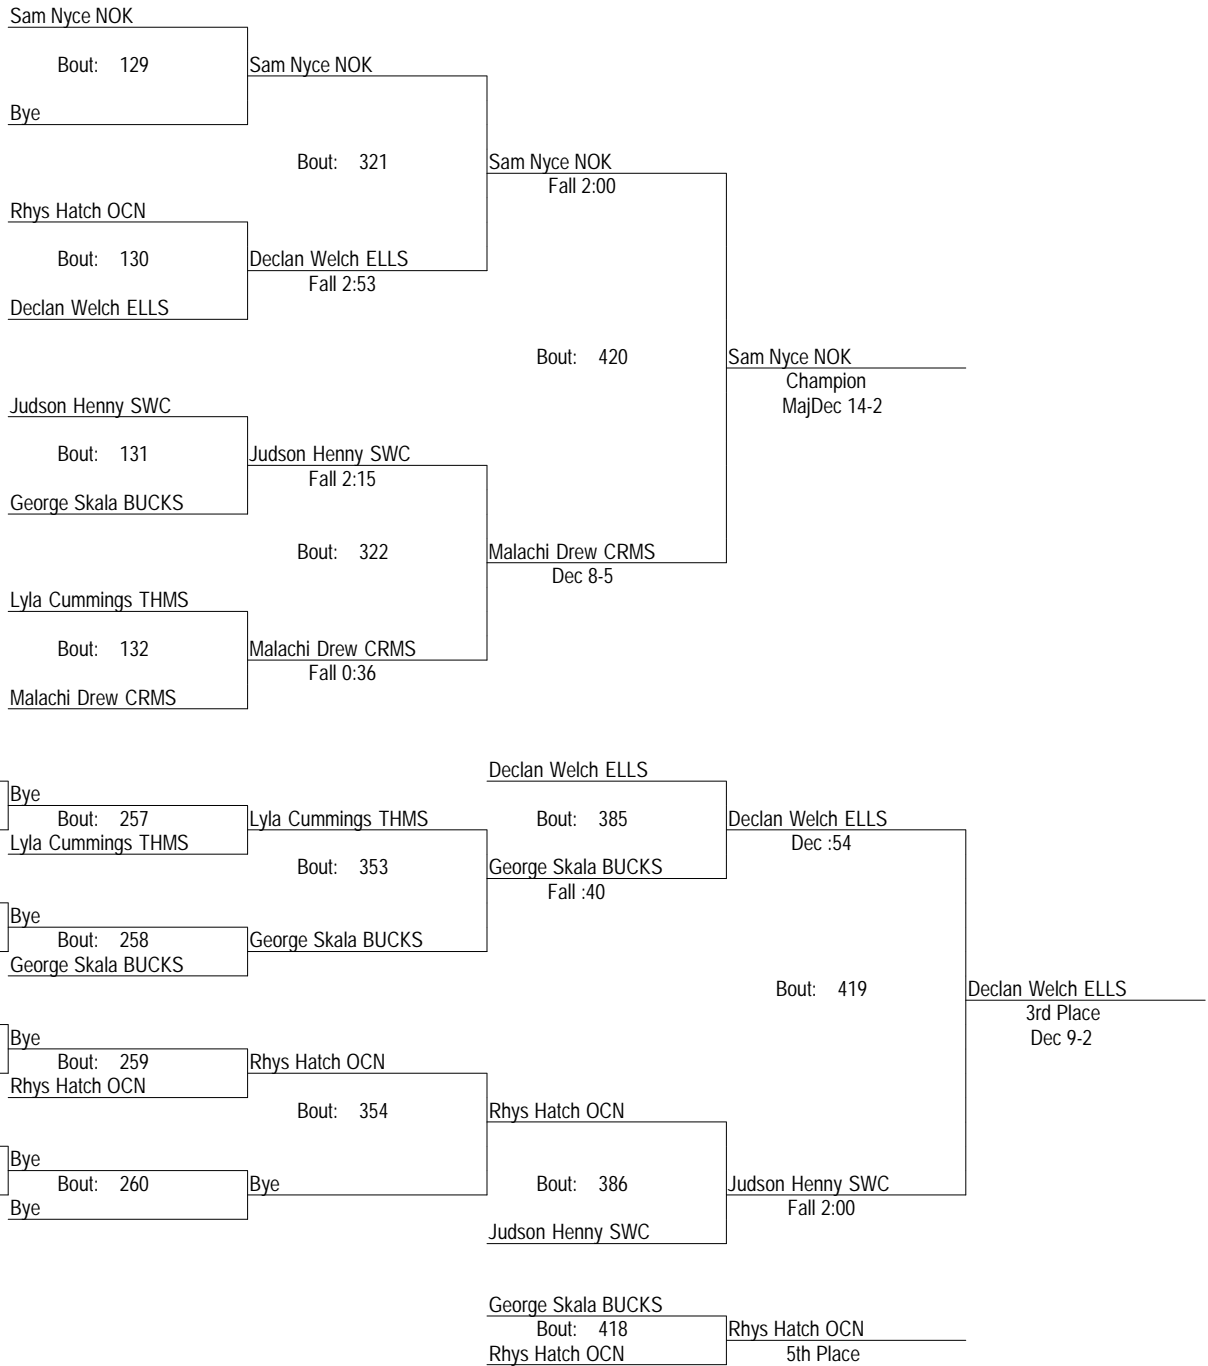 Sam Nyce NOK
Bout: 129
Sam Nyce NOK
Bye
Bout: 321
Sam Nyce NOK
Fall 2:00
Rhys Hatch OCN
Bout: 130
Declan Welch ELLS
Fall 2:53
Declan Welch ELLS
Bout: 420
Sam Nyce NOK
Champion
MajDec 14-2
Judson Henny SWC
Bout: 131
Judson Henny SWC
Fall 2:15
George Skala BUCKS
Bout: 322
Malachi Drew CRMS
Dec 8-5
Lyla Cummings THMS
Bout: 132
Malachi Drew CRMS
Fall 0:36
Malachi Drew CRMS
Declan Welch ELLS
Bye
Bout: 257
Lyla Cummings THMS
Bout: 385
Declan Welch ELLS
Dec :54
Lyla Cummings THMS
Bout: 353
George Skala BUCKS
Fall :40
Bye
Bout: 258
George Skala BUCKS
George Skala BUCKS
Bout: 419
Declan Welch ELLS
3rd Place
Dec 9-2
Bye
Bout: 259
Rhys Hatch OCN
Rhys Hatch OCN
Bout: 354
Rhys Hatch OCN
Bye
Bout: 260
Bye
Bout: 386
Judson Henny SWC
Fall 2:00
Bye
Judson Henny SWC
George Skala BUCKS
Bout: 418
Rhys Hatch OCN
Rhys Hatch OCN
5th Place